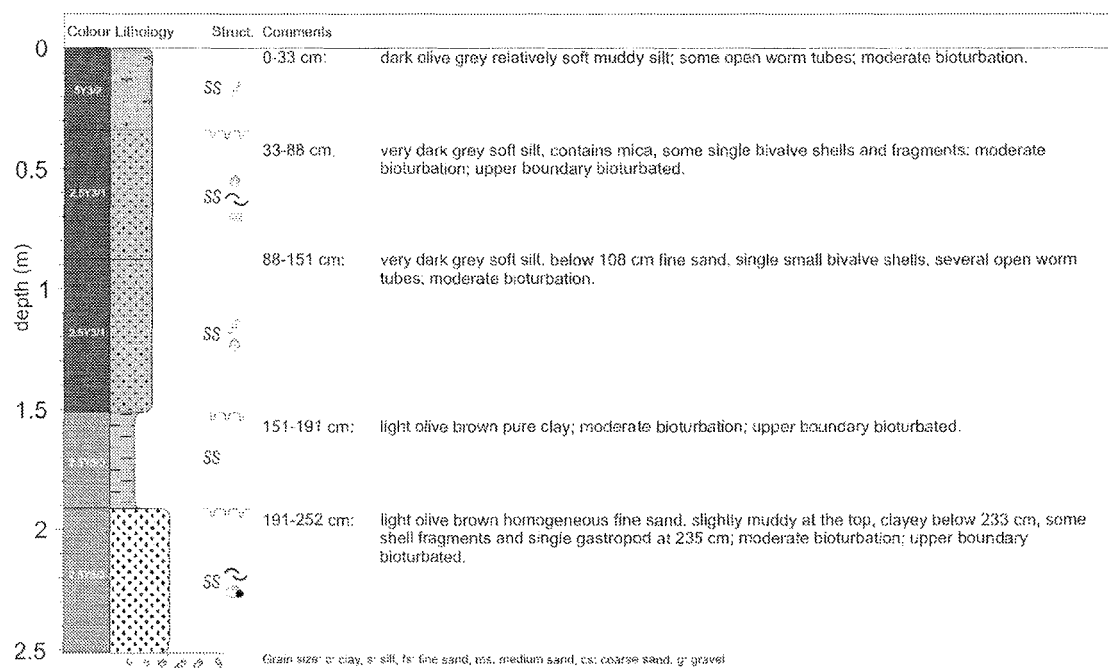 Colour Lithology Struct. Comments
0
0-33 cm: dark olive grey relatively soft muddy silt; some open worm tubes; moderate bioturbation.
5Y3/2
SS
33-88 cm. very dark grey soft silt, contains mica, some single bivalve shells and fragments; moderate
bioturbation; upper boundary bioturbated.
0.5
2.5Y3/1
SS
88-151 cm: very dark grey soft silt, below 108 cm fine sand, single small bivalve shells, several open worm
tubes; moderate bioturbation.
depth (m)
1
2.5Y3/1
SS
1.5
151-191 cm: light olive brown pure clay; moderate bioturbation; upper boundary bioturbated.
SS
191-252 cm: light olive brown homogeneous fine sand, slightly muddy at the top, clayey below 233 cm, some
shell fragments and single gastropod at 235 cm; moderate bioturbation; upper boundary
bioturbated.
2
SS
2.5
Grain size: c: clay, s: silt, fs: fine sand, ms: medium sand, cs: coarse sand, g: gravel